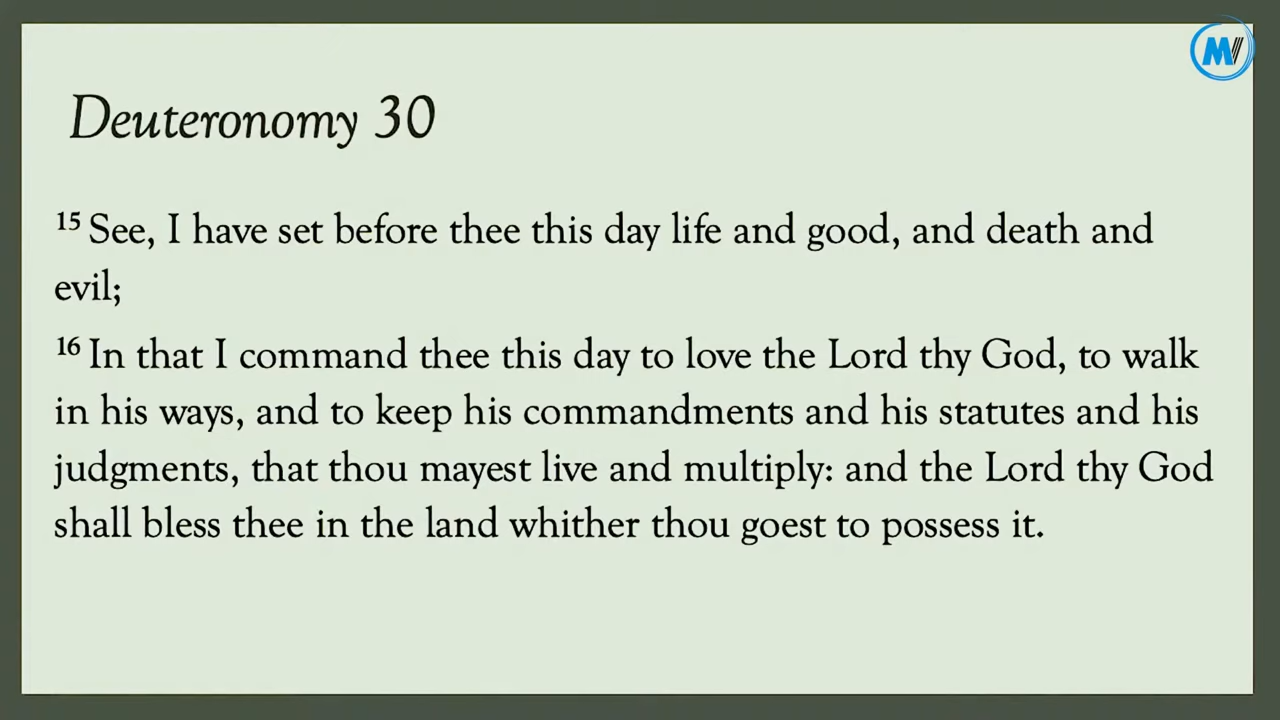 Deuteronomy 30
15 See, I have set before thee this day life and good, and death and
evil;
16 In that I command thee this day to love the Lord thy God, to walk
in his ways, and to keep his commandments and his statutes and his
judgments, that thou mayest live and multiply: and the Lord thy God
shall bless thee in the land whither thou goest to possess it.